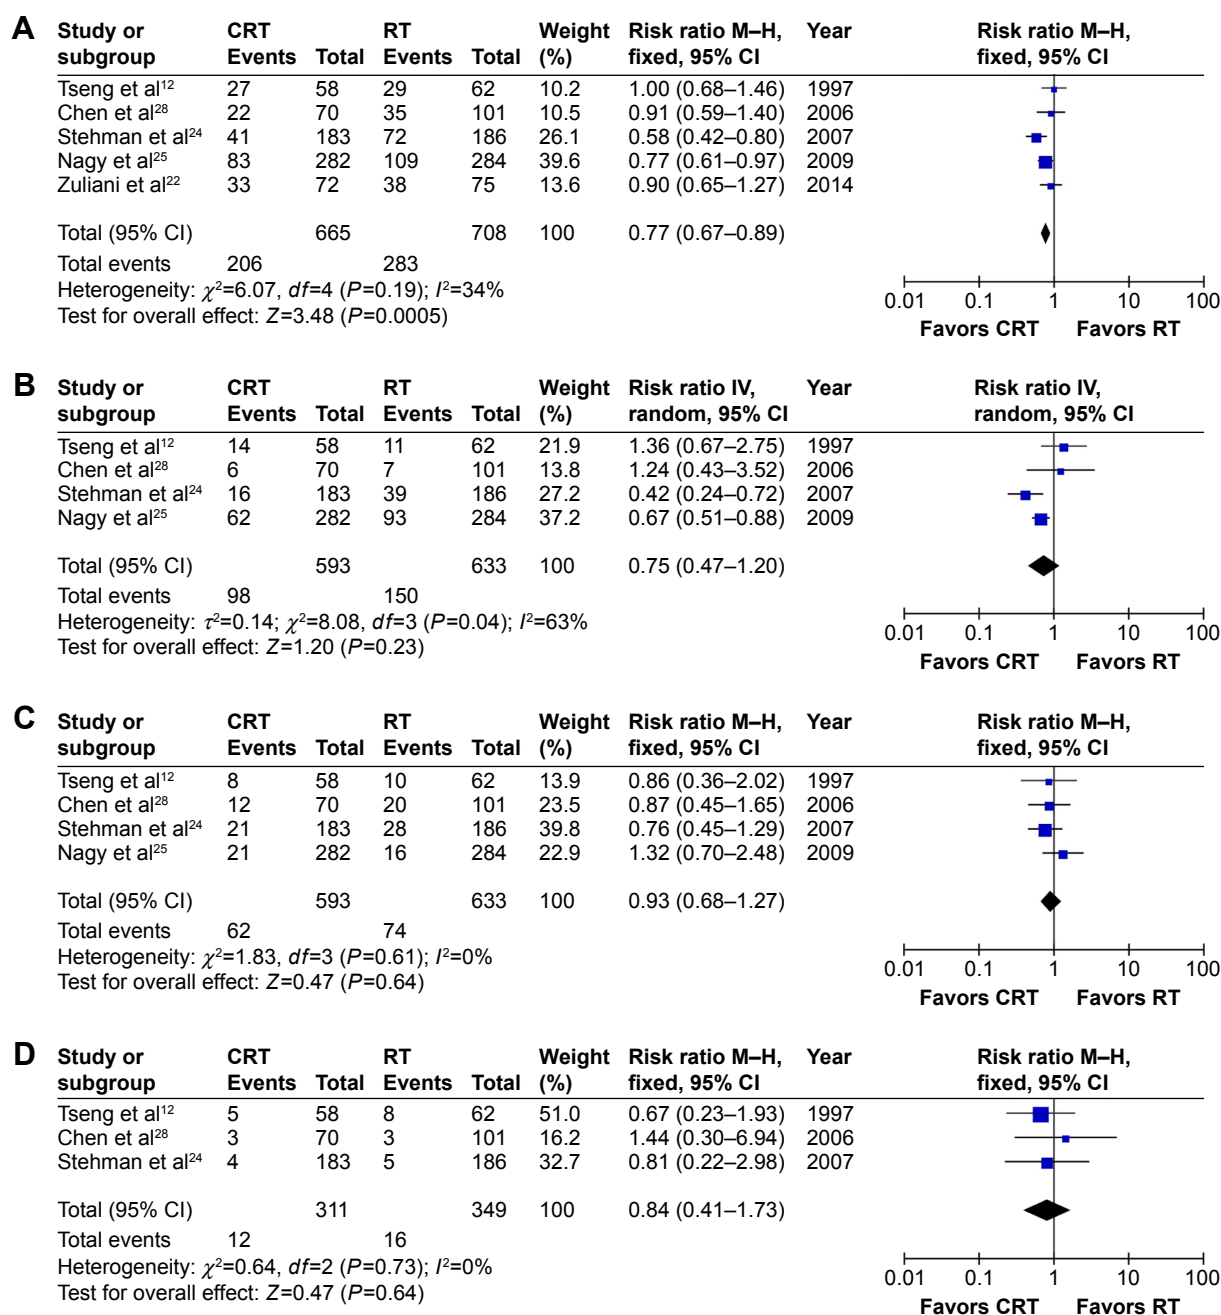 A Study or CRT RT Weight Risk ratio M–H, Year Risk ratio M–H,
subgroup Events Total Events Total (%) fixed, 95% CI fixed, 95% CI
Tseng et al12 27 58 29 62 10.2 1.00 (0.68–1.46) 1997
Chen et al28 22 70 35 101 10.5 0.91 (0.59–1.40) 2006
Stehman et al24 41 183 72 186 26.1 0.58 (0.42–0.80) 2007
Nagy et al25 83 282 109 284 39.6 0.77 (0.61–0.97) 2009
Zuliani et al22 33 72 38 75 13.6 0.90 (0.65–1.27) 2014
Total (95% CI) 665 708 100 0.77 (0.67–0.89)
Total events 206 283
Heterogeneity: χ2=6.07, df=4 (P=0.19); I2=34%
Test for overall effect: Z=3.48 (P=0.0005)
0.01 0.1 1 10 100
Favors CRT Favors RT
B Study or CRT RT Weight Risk ratio IV, Year Risk ratio IV,
subgroup Events Total Events Total (%) random, 95% CI random, 95% CI
Tseng et al12 14 58 11 62 21.9 1.36 (0.67–2.75) 1997
Chen et al28 6 70 7 101 13.8 1.24 (0.43–3.52) 2006
Stehman et al24 16 183 39 186 27.2 0.42 (0.24–0.72) 2007
Nagy et al25 62 282 93 284 37.2 0.67 (0.51–0.88) 2009
Total (95% CI) 593 633 100 0.75 (0.47–1.20)
Total events 98 150
Heterogeneity: τ2=0.14; χ2=8.08, df=3 (P=0.04); I2=63%
Test for overall effect: Z=1.20 (P=0.23)
0.01 0.1 1 10 100
Favors CRT Favors RT
C Study or CRT RT Weight Risk ratio M–H, Year Risk ratio M–H,
subgroup Events Total Events Total (%) fixed, 95% CI fixed, 95% CI
Tseng et al12 8 58 10 62 13.9 0.86 (0.36–2.02) 1997
Chen et al28 12 70 20 101 23.5 0.87 (0.45–1.65) 2006
Stehman et al24 21 183 28 186 39.8 0.76 (0.45–1.29) 2007
Nagy et al25 21 282 16 284 22.9 1.32 (0.70–2.48) 2009
Total (95% CI) 593 633 100 0.93 (0.68–1.27)
Total events 62 74
Heterogeneity: χ2=1.83, df=3 (P=0.61); I2=0%
Test for overall effect: Z=0.47 (P=0.64)
0.01 0.1 1 10 100
Favors CRT Favors RT
D Study or CRT RT Weight Risk ratio M–H, Year Risk ratio M–H,
subgroup Events Total Events Total (%) fixed, 95% CI fixed, 95% CI
Tseng et al12 5 58 8 62 51.0 0.67 (0.23–1.93) 1997
Chen et al28 3 70 3 101 16.2 1.44 (0.30–6.94) 2006
Stehman et al24 4 183 5 186 32.7 0.81 (0.22–2.98) 2007
Total (95% CI) 311 349 100 0.84 (0.41–1.73)
Total events 12 16
Heterogeneity: χ2=0.64, df=2 (P=0.73); I2=0%
Test for overall effect: Z=0.47 (P=0.64)
0.01 0.1 1 10 100
Favors CRT Favors RT